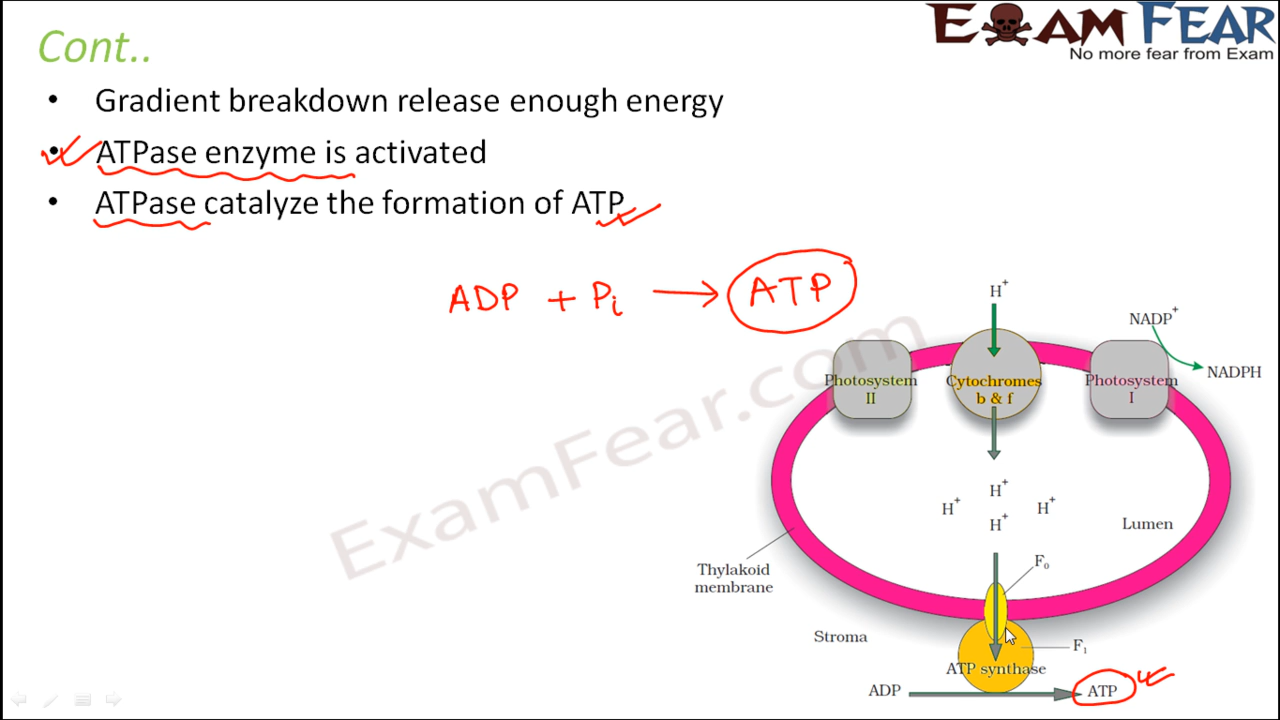 Cont..
EXAM FEAR
No more fear from Exam
• Gradient breakdown release enough energy
• ATPase enzyme is activated
• ATPase catalyze the formation of ATP
ADP + Pi → ATP
ExamFear.com
H+
NADP+
NADPH
Photosystem II
Cytochromes b & f
Photosystem I
H+
H+ H+
H+
Lumen
Thylakoid membrane
F0
Stroma
F1
ATP synthase
ADP
ATP